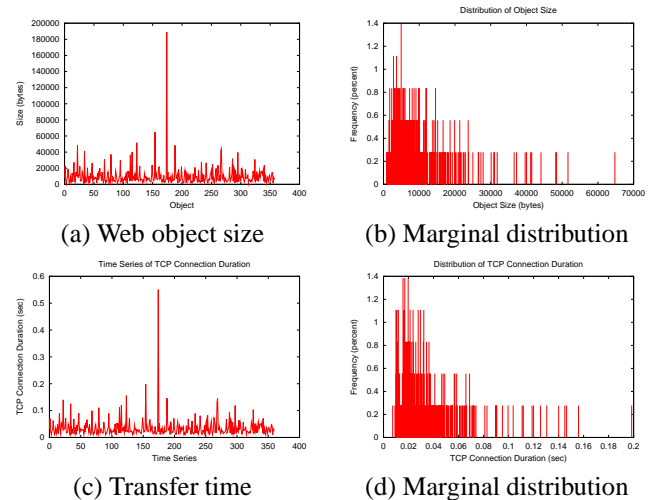 Distribution of Object Size
200000
180000
160000
140000
120000
100000
80000
60000
40000
20000
0
Size (bytes)
0 50 100 150 200 250 300 350 400
Object
1.4
1.2
1
0.8
0.6
0.4
0.2
0
Frequency (percent)
0 10000 20000 30000 40000 50000 60000 70000
Object Size (bytes)
(a) Web object size
(b) Marginal distribution
Time Series of TCP Connection Duration
0.6
0.5
0.4
0.3
0.2
0.1
0
TCP Connection Duration (sec)
0 50 100 150 200 250 300 350 400
Time Series
Distribution of TCP Connection Duration
1.4
1.2
1
0.8
0.6
0.4
0.2
0
Frequency (percent)
0 0.02 0.04 0.06 0.08 0.1 0.12 0.14 0.16 0.18 0.2
TCP Connection Duration (sec)
(c) Transfer time
(d) Marginal distribution